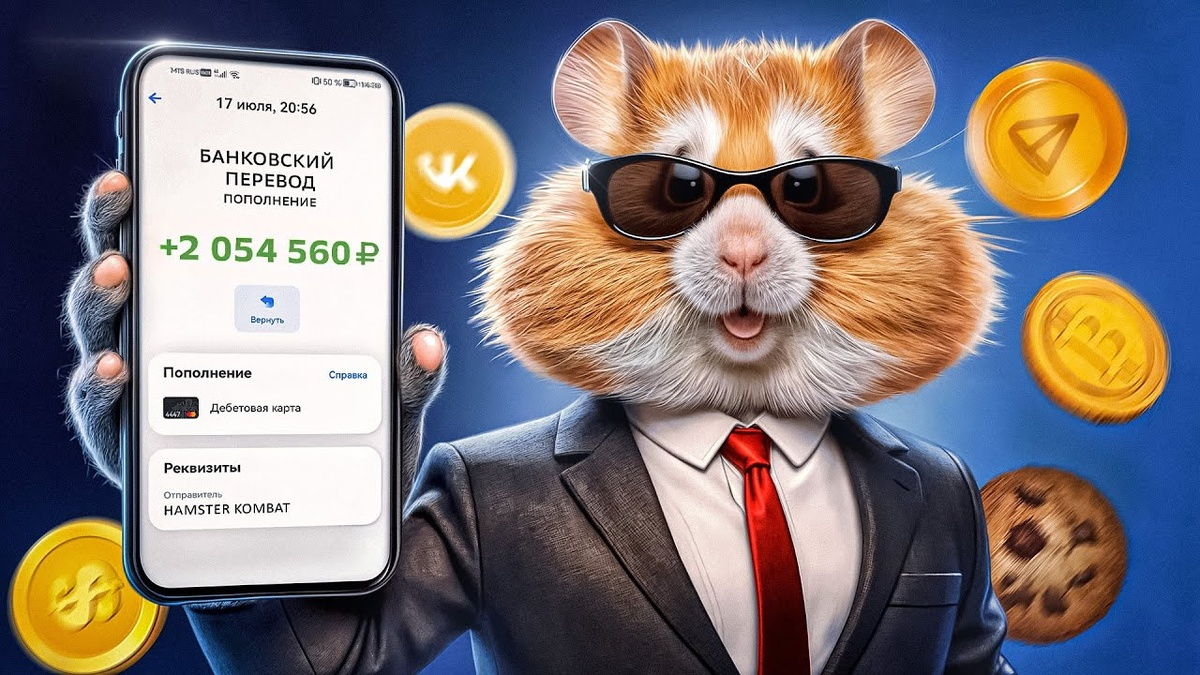 MTS RUS
50 %
17 июля, 20:56
БАНКОВСКИЙ
ПЕРЕВОД
ПОПОЛНЕНИЕ
+2 054 560 ₽
Вернуть
Пополнение
Справка
4447
Дебетовая карта
Реквизиты
Отправитель
HAMSTER KOMBAT